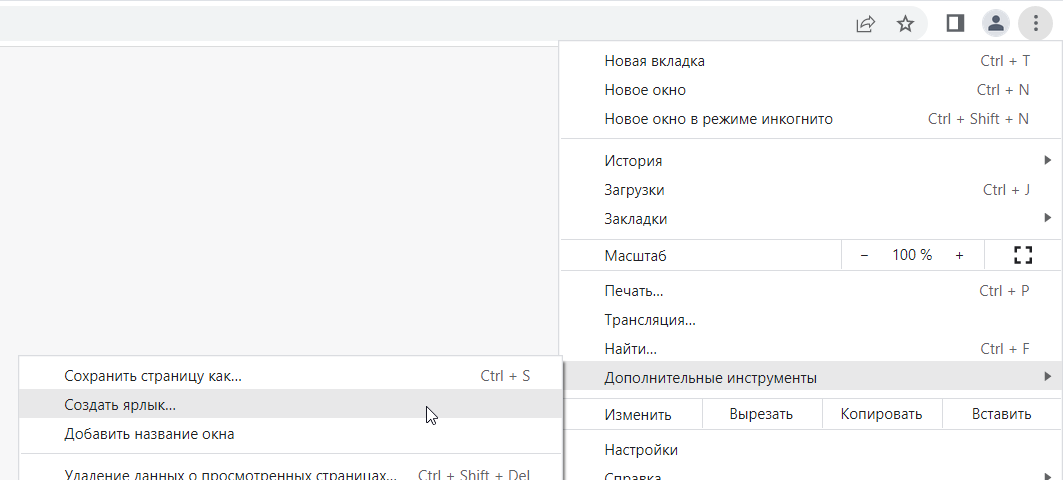 Новая вкладка Ctrl + T
Новое окно Ctrl + N
Новое окно в режиме инкогнито Ctrl + Shift + N
История
Загрузки Ctrl + J
Закладки
Масштаб − 100 % +
Печать... Ctrl + P
Трансляция...
Найти... Ctrl + F
Дополнительные инструменты
Изменить Вырезать Копировать Вставить
Настройки
Справка
Сохранить страницу как... Ctrl + S
Создать ярлык...
Добавить название окна
Удаление данных о просмотренных страницах... Ctrl + Shift + Del